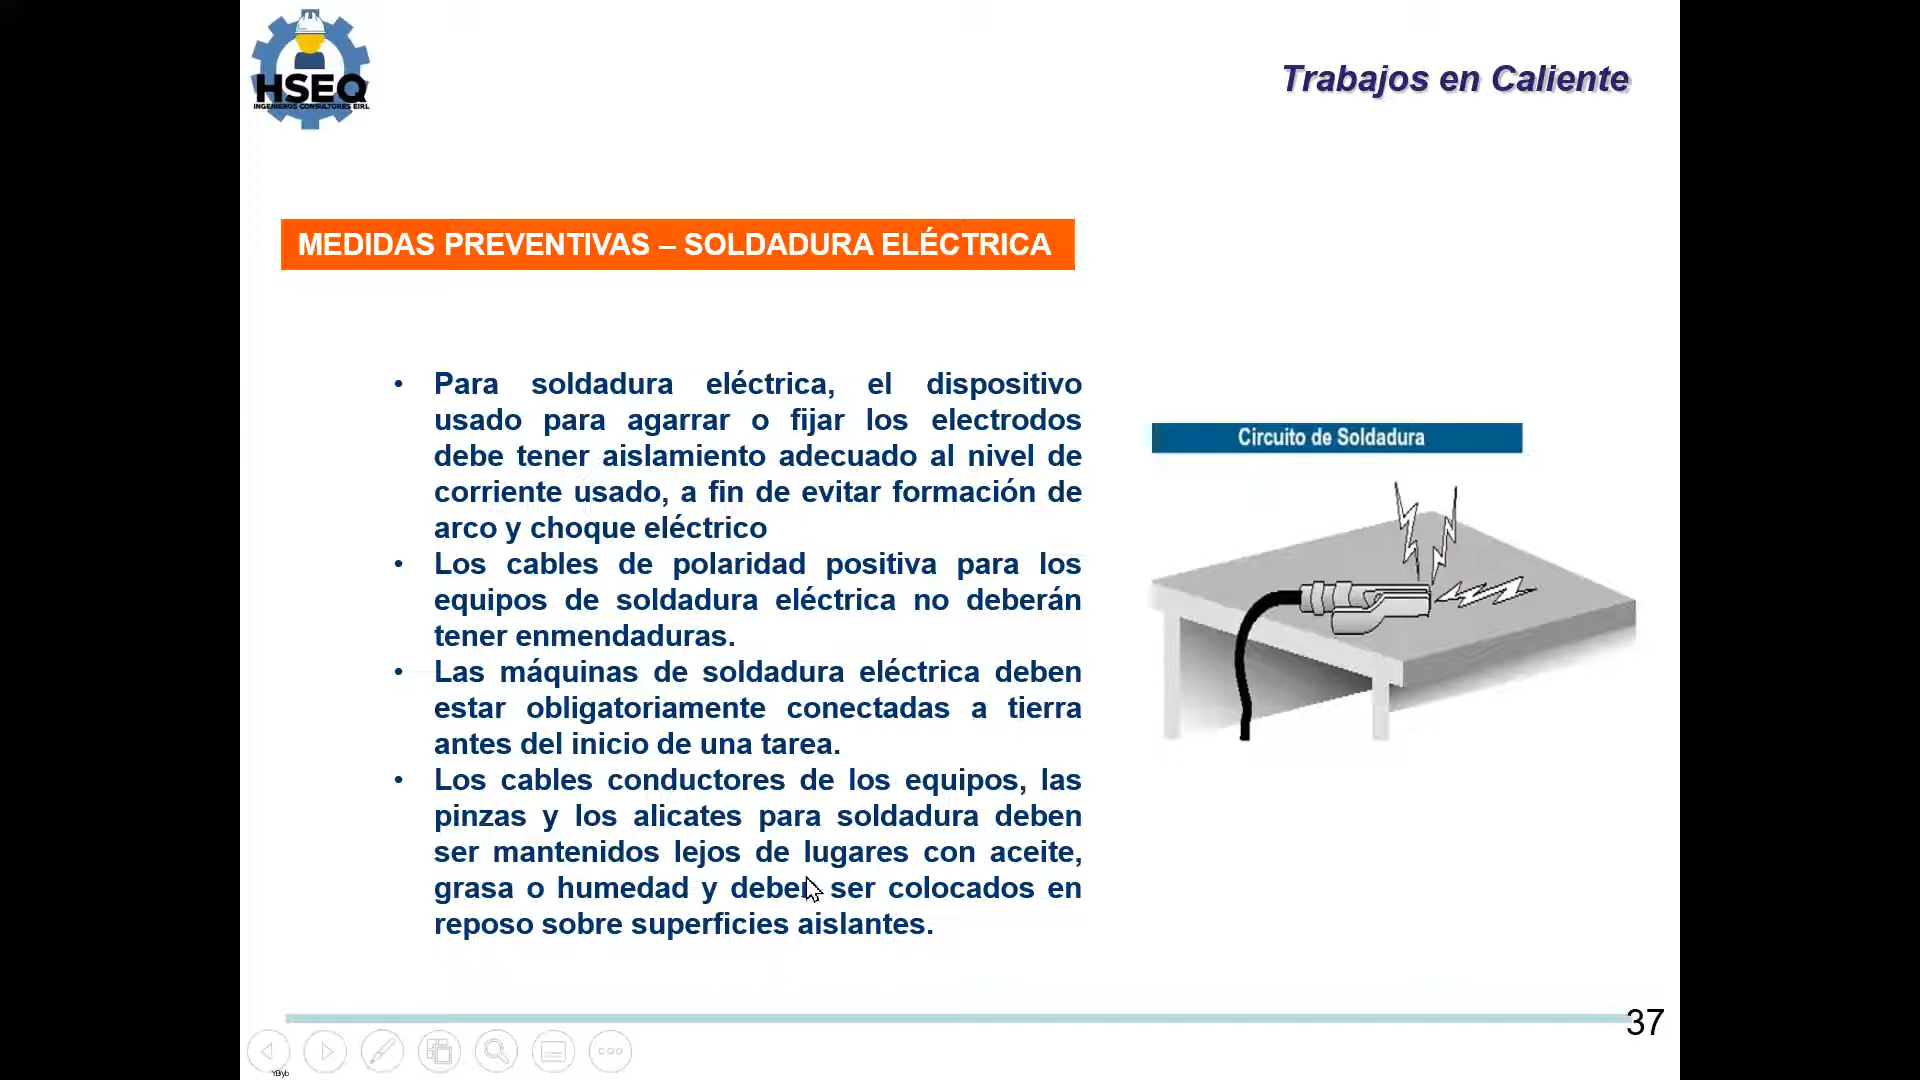 HSEQ
INGENIEROS CONSULTORES EIRL
Trabajos en Caliente
MEDIDAS PREVENTIVAS – SOLDADURA ELÉCTRICA
• Para soldadura eléctrica, el dispositivo
usado para agarrar o fijar los electrodos
debe tener aislamiento adecuado al nivel de
corriente usado, a fin de evitar formación de
arco y choque eléctrico
• Los cables de polaridad positiva para los
equipos de soldadura eléctrica no deberán
tener enmendaduras.
• Las máquinas de soldadura eléctrica deben
estar obligatoriamente conectadas a tierra
antes del inicio de una tarea.
• Los cables conductores de los equipos, las
pinzas y los alicates para soldadura deben
ser mantenidos lejos de lugares con aceite,
grasa o humedad y deben ser colocados en
reposo sobre superficies aislantes.
Circuito de Soldadura
37